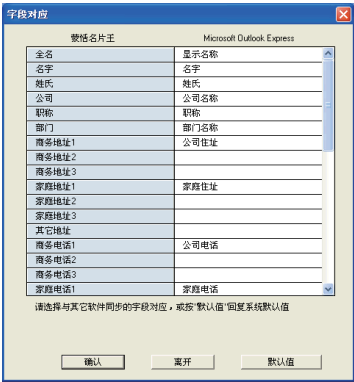 字段对应
蒙恬名片王 Microsoft Outlook Express
全名 显示名称
名字 名字
姓氏 姓氏
公司 公司名称
职称 职称
部门 部门名称
商务地址1 公司住址
商务地址2
商务地址3
家庭地址1 家庭住址
家庭地址2
家庭地址3
其它地址
商务电话1 公司电话
商务电话2
商务电话3
家庭电话1 家庭电话
请选择与其它软件同步的字段对应，或按"默认值"回复系统默认值
确认 离开 默认值